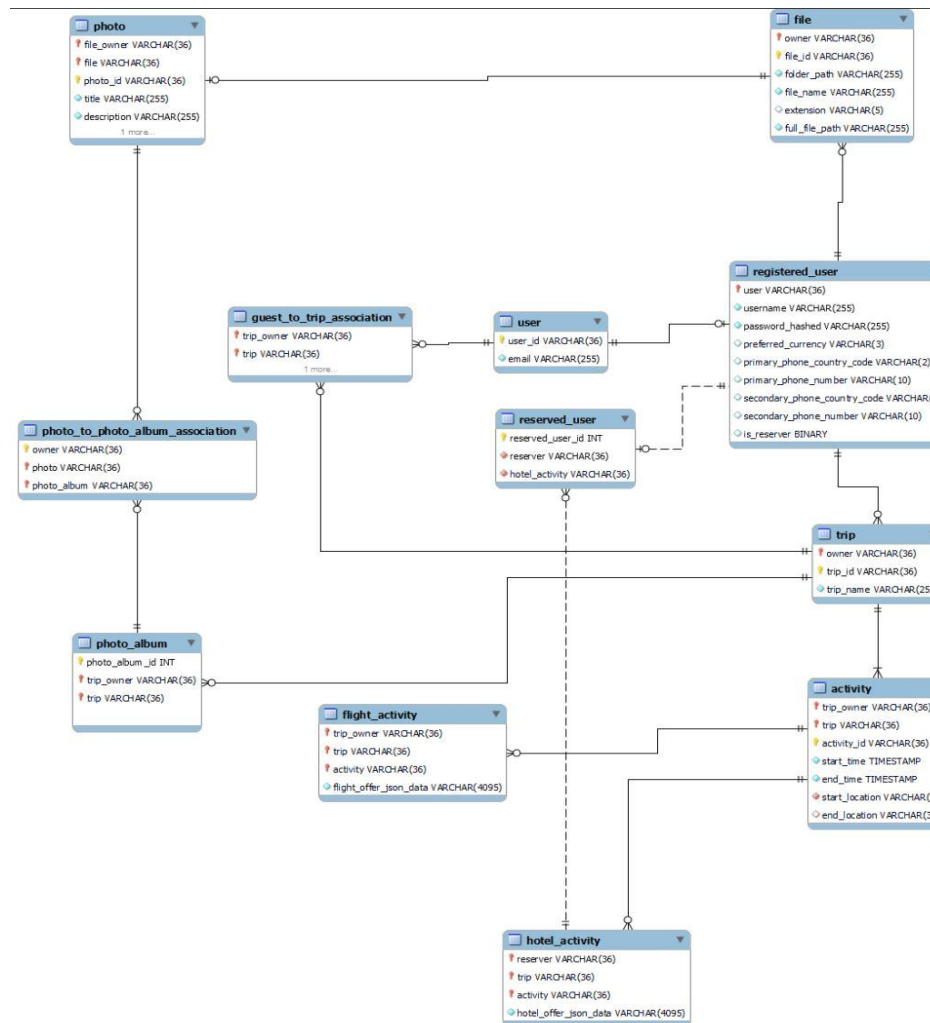 photo
file_owner VARCHAR(36)
file VARCHAR(36)
photo_id VARCHAR(36)
title VARCHAR(255)
description VARCHAR(255)
1 more...
file
owner VARCHAR(36)
file_id VARCHAR(36)
folder_path VARCHAR(255)
file_name VARCHAR(255)
extension VARCHAR(5)
full_file_path VARCHAR(255)
registered_user
user VARCHAR(36)
username VARCHAR(255)
password_hashed VARCHAR(255)
preferred_currency VARCHAR(3)
primary_phone_country_code VARCHAR(2)
primary_phone_number VARCHAR(10)
secondary_phone_country_code VARCHAR(
secondary_phone_number VARCHAR(10)
is_reserver BINARY
guest_to_trip_association
trip_owner VARCHAR(36)
trip VARCHAR(36)
1 more...
user
user_id VARCHAR(36)
email VARCHAR(255)
reserved_user
reserved_user_id INT
reserver VARCHAR(36)
hotel_activity VARCHAR(36)
photo_to_photo_album_association
owner VARCHAR(36)
photo VARCHAR(36)
photo_album VARCHAR(36)
trip
owner VARCHAR(36)
trip_id VARCHAR(36)
trip_name VARCHAR(25
photo_album
photo_album_id INT
trip_owner VARCHAR(36)
trip VARCHAR(36)
activity
trip_owner VARCHAR(36)
trip VARCHAR(36)
activity_id VARCHAR(36)
start_time TIMESTAMP
end_time TIMESTAMP
start_location VARCHAR(
end_location VARCHAR(3
flight_activity
trip_owner VARCHAR(36)
trip VARCHAR(36)
activity VARCHAR(36)
flight_offer_json_data VARCHAR(4095)
hotel_activity
reserver VARCHAR(36)
trip VARCHAR(36)
activity VARCHAR(36)
hotel_offer_json_data VARCHAR(4095)